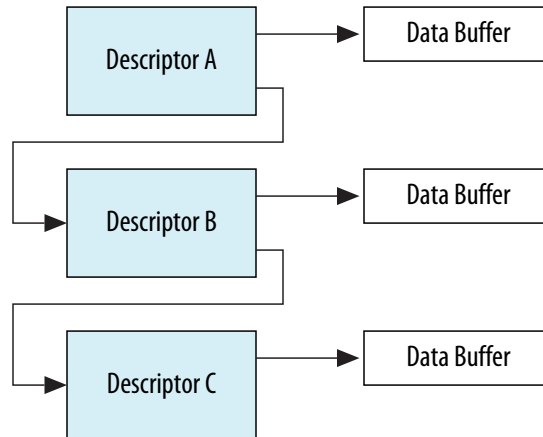 Descriptor A
Data Buffer
Descriptor B
Data Buffer
Descriptor C
Data Buffer